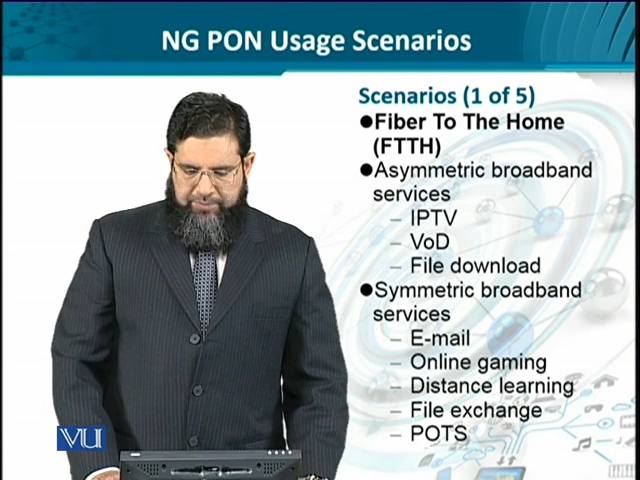 NG PON Usage Scenarios
Scenarios (1 of 5)
●Fiber To The Home
(FTTH)
●Asymmetric broadband
services
– IPTV
– VoD
– File download
●Symmetric broadband
services
– E-mail
– Online gaming
– Distance learning
– File exchange
– POTS
VU